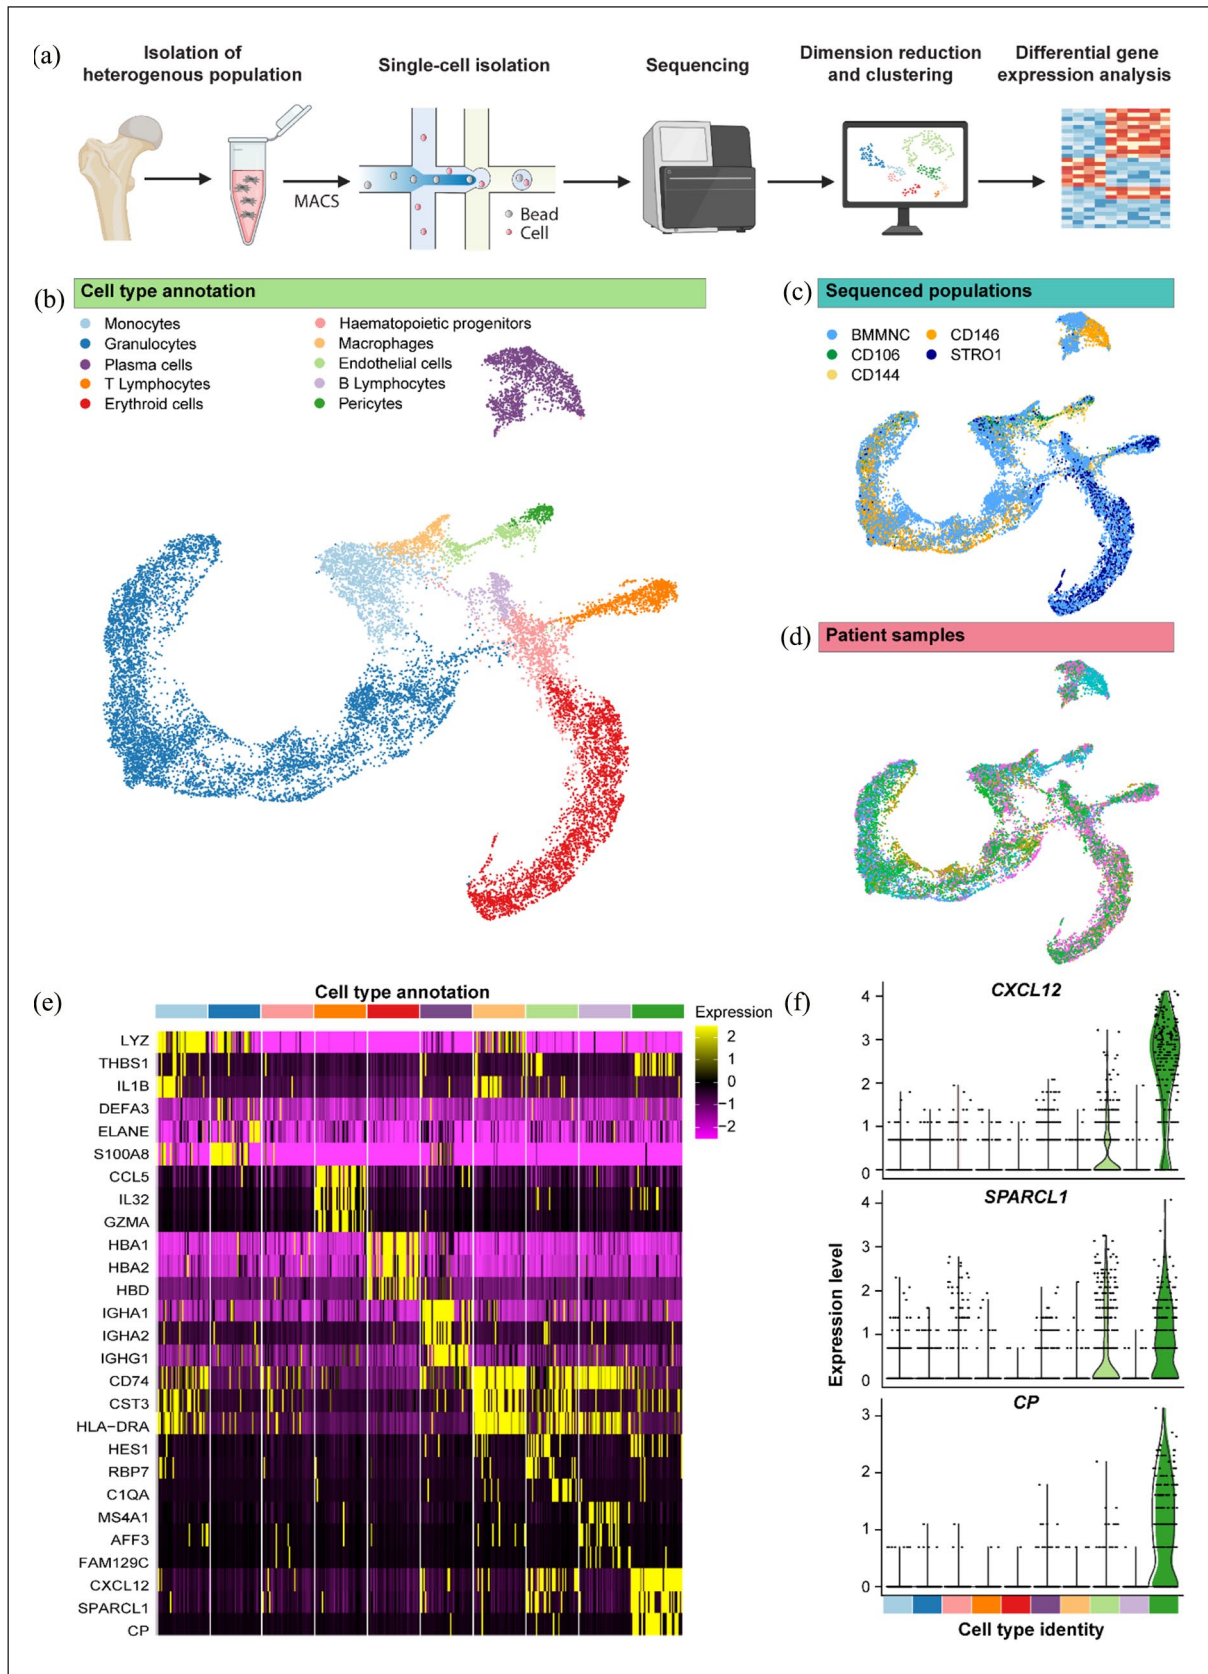 (a)
Isolation of
heterogenous population
Single-cell isolation
Sequencing
Dimension reduction
and clustering
Differential gene
expression analysis
MACS
Bead
Cell
(b)
Cell type annotation
Monocytes
Granulocytes
Plasma cells
T Lymphocytes
Erythroid cells
Haematopoietic progenitors
Macrophages
Endothelial cells
B Lymphocytes
Pericytes
(c)
Sequenced populations
BMMNC
CD106
CD144
CD146
STRO1
(d)
Patient samples
(e)
Cell type annotation
Expression
2
1
0
−1
−2
LYZ
THBS1
IL1B
DEFA3
ELANE
S100A8
CCL5
IL32
GZMA
HBA1
HBA2
HBD
IGHA1
IGHA2
IGHG1
CD74
CST3
HLA−DRA
HES1
RBP7
C1QA
MS4A1
AFF3
FAM129C
CXCL12
SPARCL1
CP
(f)
CXCL12
4
3
2
1
0
SPARCL1
4
3
2
1
0
CP
3
2
1
0
Expression level
Cell type identity